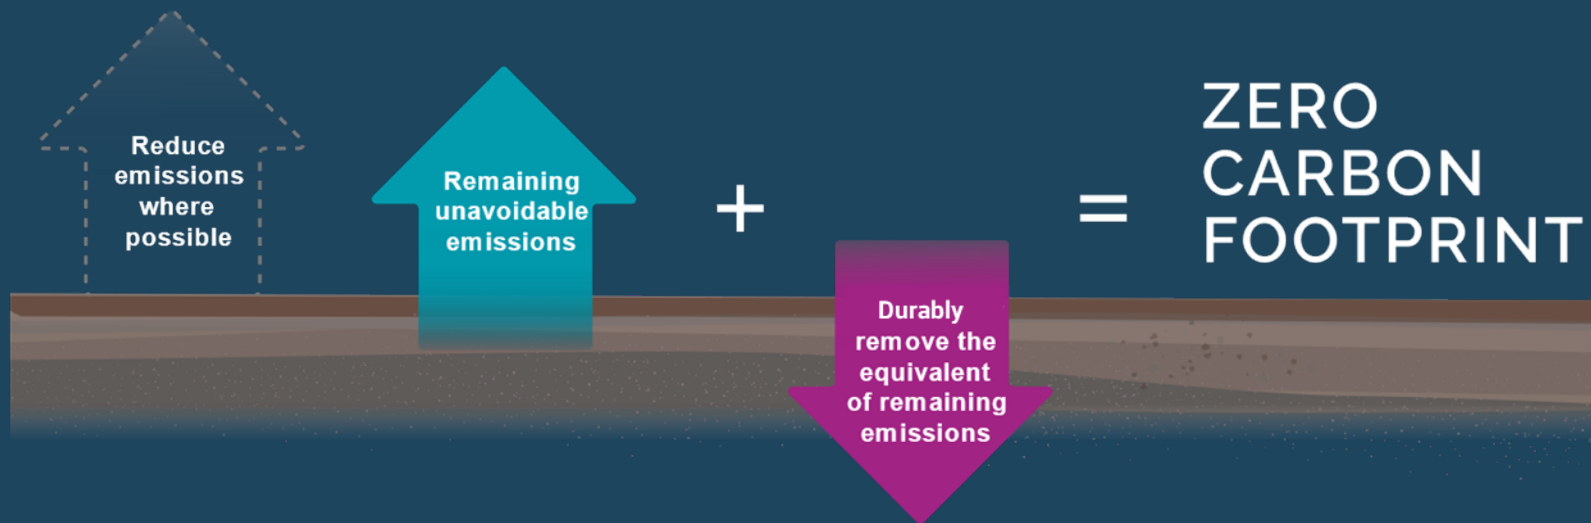 Reduce
emissions
where
possible
Remaining
unavoidable
emissions
+
Durably
remove the
equivalent
of remaining
emissions
=
ZERO
CARBON
FOOTPRINT